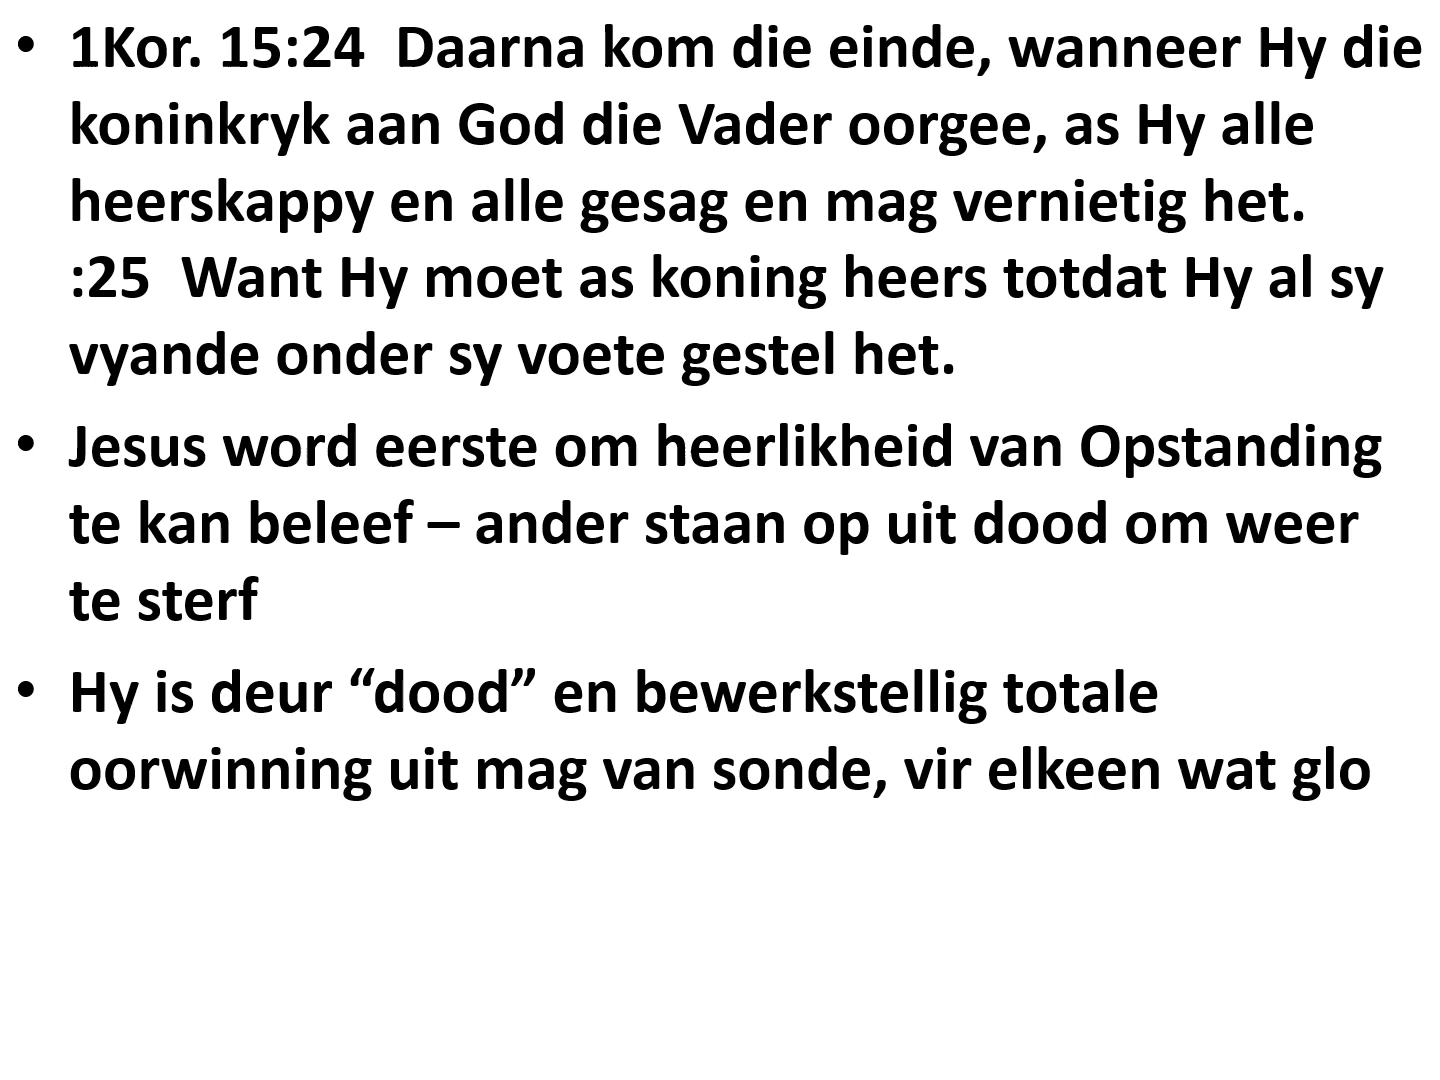 • 1Kor. 15:24  Daarna kom die einde, wanneer Hy die
koninkryk aan God die Vader oorgee, as Hy alle
heerskappy en alle gesag en mag vernietig het.
:25  Want Hy moet as koning heers totdat Hy al sy
vyande onder sy voete gestel het.
• Jesus word eerste om heerlikheid van Opstanding
te kan beleef – ander staan op uit dood om weer
te sterf
• Hy is deur “dood” en bewerkstellig totale
oorwinning uit mag van sonde, vir elkeen wat glo